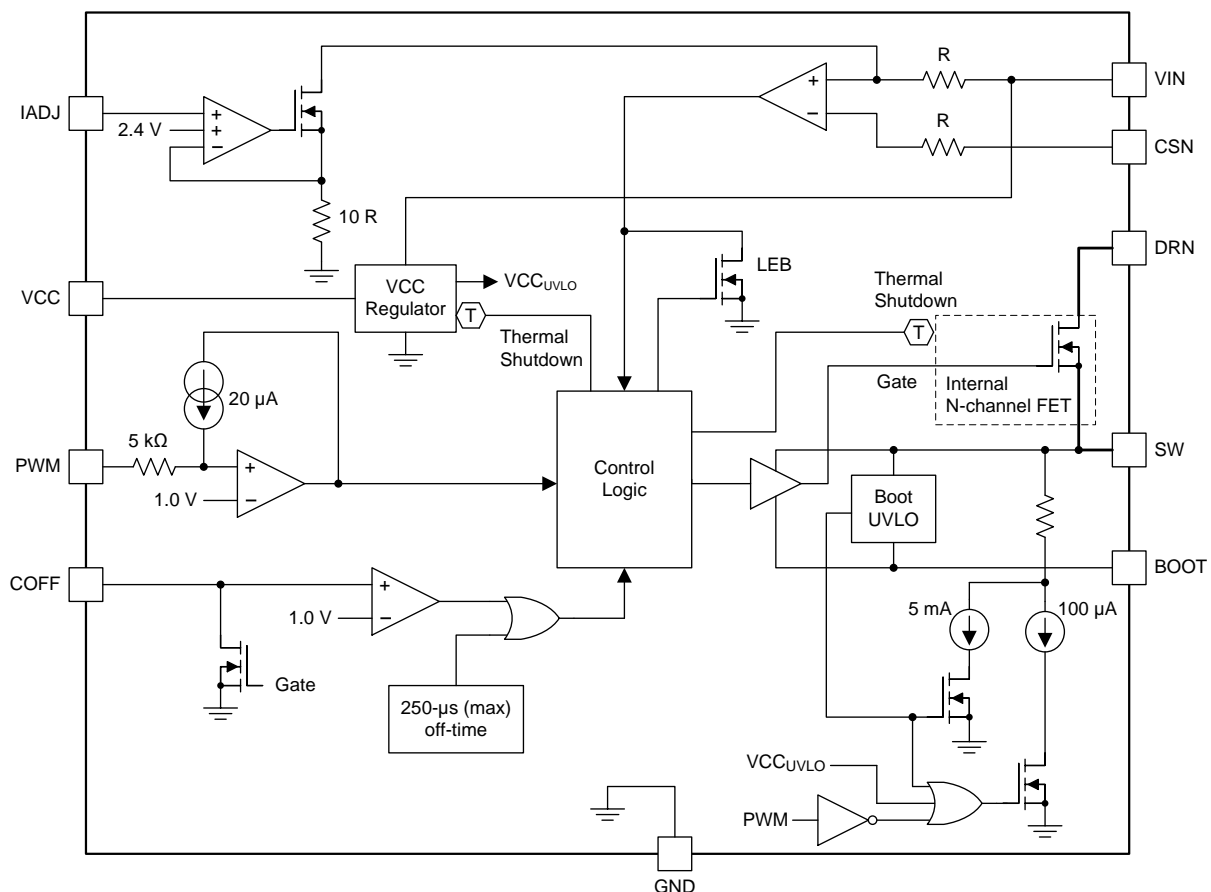 R
VIN
IADJ
2.4 V
+
+
−
+
−
R
CSN
10 R
DRN
LEB
VCC
VCC
Regulator
VCCUVLO
T
Thermal
Shutdown
Thermal
Shutdown
T
Gate
Internal
N-channel FET
20 µA
5 kΩ
PWM
+
−
1.0 V
Control
Logic
SW
Boot
UVLO
COFF
+
−
1.0 V
BOOT
5 mA
100 µA
Gate
250-µs (max)
off-time
VCCUVLO
PWM
GND